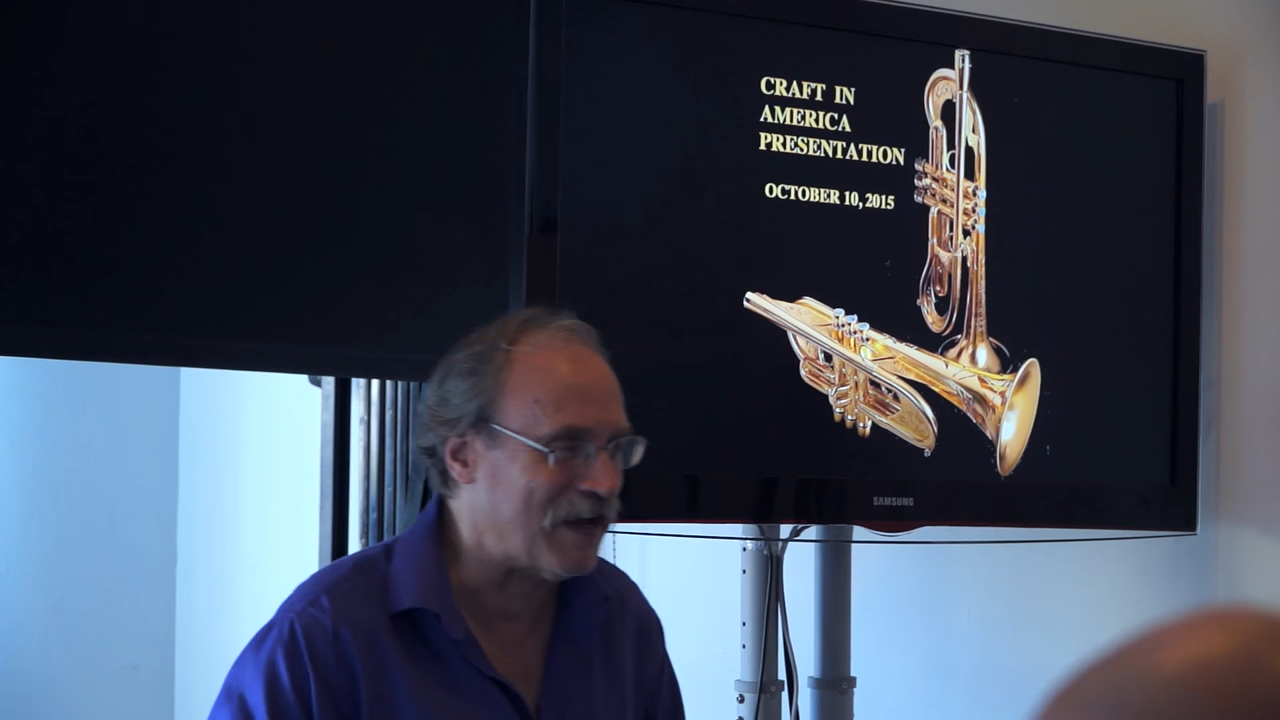 CRAFT IN
AMERICA
PRESENTATION
OCTOBER 10, 2015
SAMSUNG